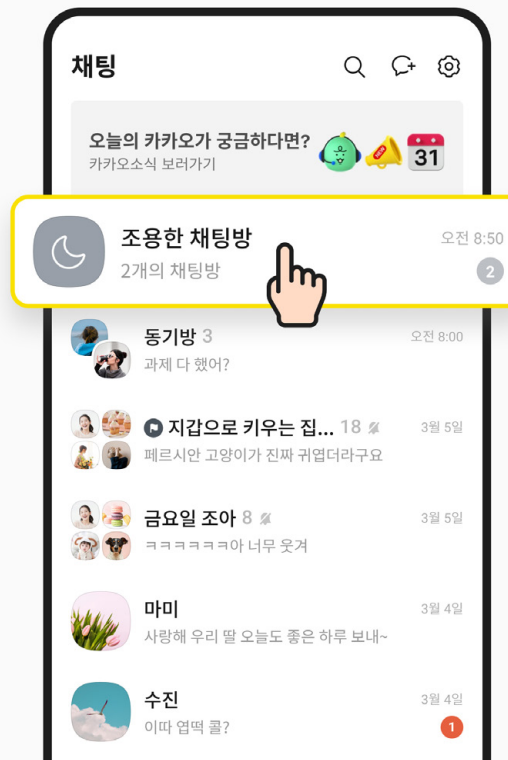 채팅
오늘의 카카오가 궁금하다면?
카카오소식 보러가기
31
조용한 채팅방
오전 8:50
2개의 채팅방
2
동기방 3
오전 8:00
과제 다 했어?
지갑으로 키우는 집... 18
3월 5일
페르시안 고양이가 진짜 귀엽더라구요
금요일 조아 8
3월 5일
ㅋㅋㅋㅋㅋㅋ아 너무 웃겨
마미
3월 4일
사랑해 우리 딸 오늘도 좋은 하루 보내~
수진
3월 4일
이따 엽떡 콜?
1